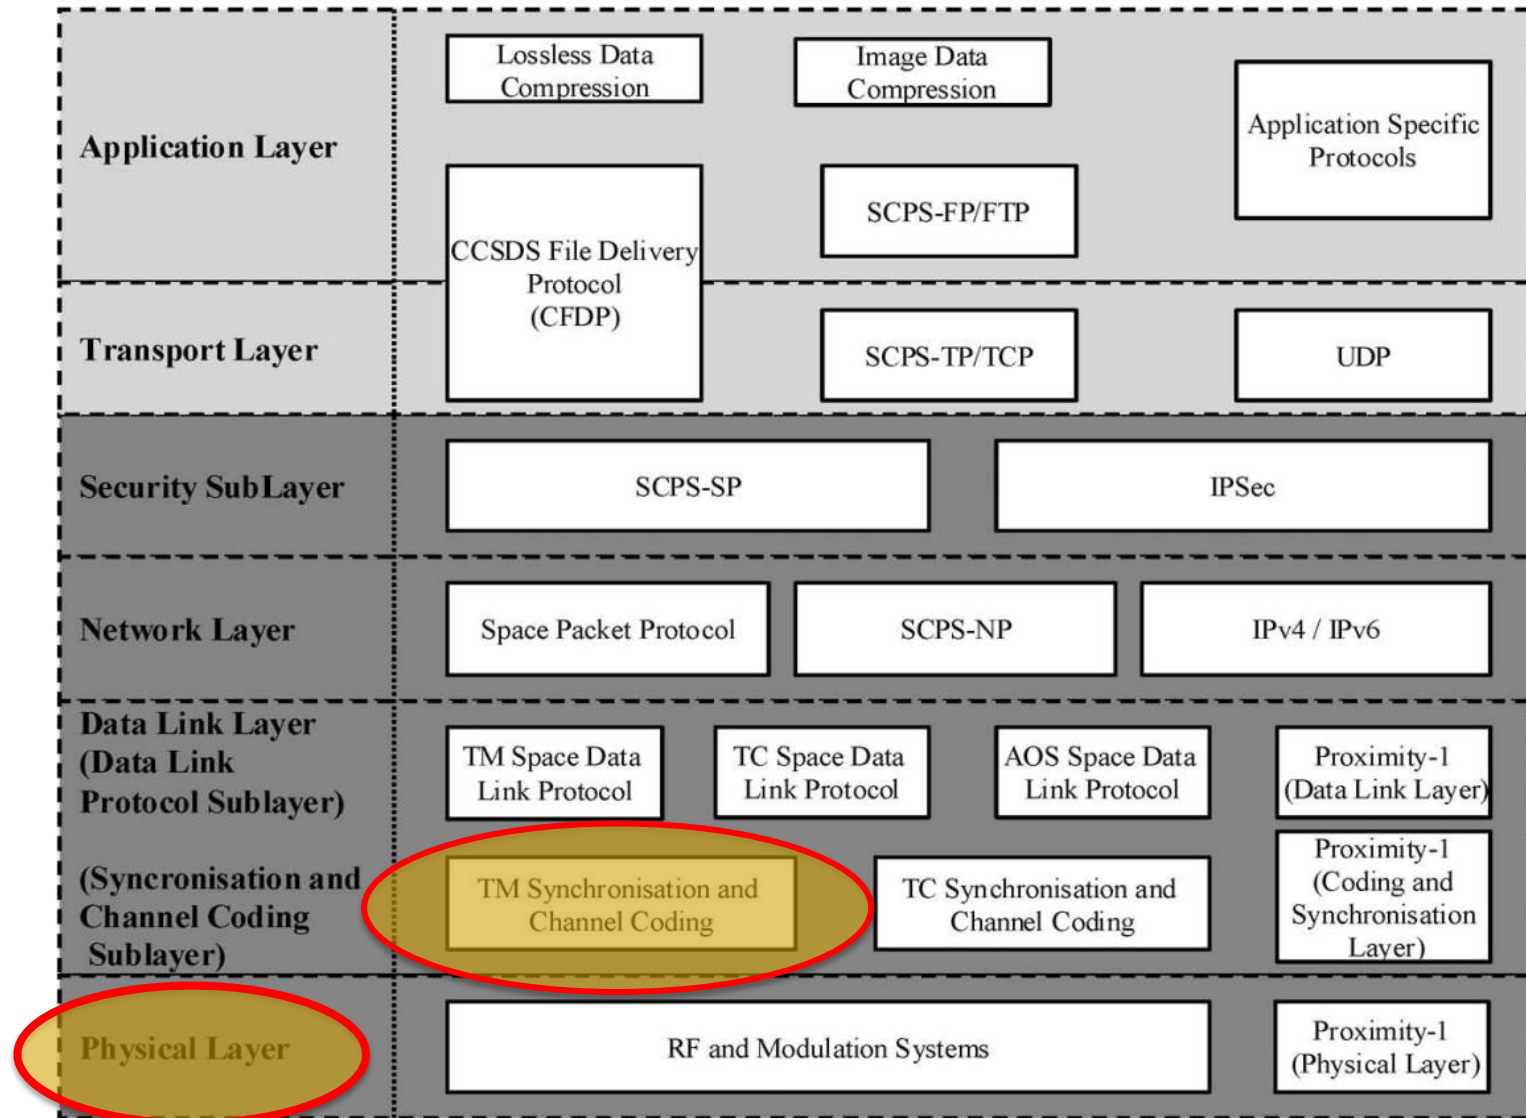 Application Layer
Lossless Data
Compression
Image Data
Compression
Application Specific
Protocols
SCPS-FP/FTP
CCSDS File Delivery
Protocol
(CFDP)
Transport Layer
SCPS-TP/TCP
UDP
Security SubLayer
SCPS-SP
IPSec
Network Layer
Space Packet Protocol
SCPS-NP
IPv4 / IPv6
Data Link Layer
(Data Link
Protocol Sublayer)
TM Space Data
Link Protocol
TC Space Data
Link Protocol
AOS Space Data
Link Protocol
Proximity-1
(Data Link Layer)
(Syncronisation and
Channel Coding
Sublayer)
TM Synchronisation and
Channel Coding
TC Synchronisation and
Channel Coding
Proximity-1
(Coding and
Synchronisation
Layer)
Physical Layer
RF and Modulation Systems
Proximity-1
(Physical Layer)